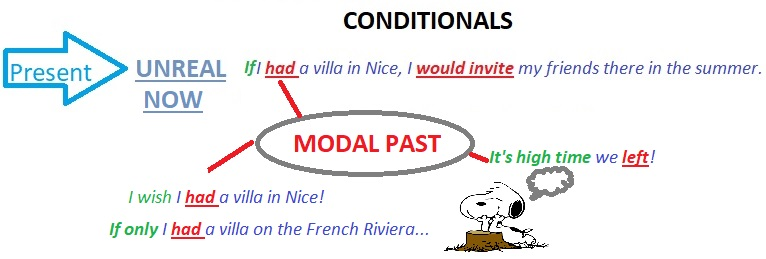 CONDITIONALS
Present
UNREAL
NOW
If I had a villa in Nice, I would invite my friends there in the summer.
MODAL PAST
It's high time we left!
I wish I had a villa in Nice!
If only I had a villa on the French Riviera...